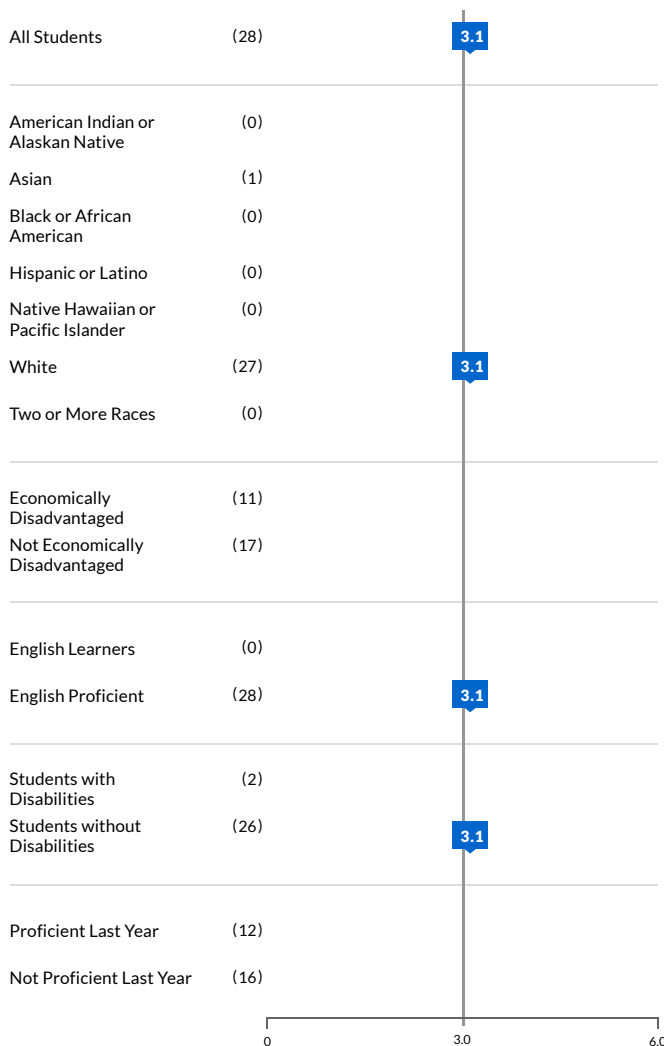 All Students (28) 3.1
American Indian or (0)
Alaskan Native
Asian (1)
Black or African (0)
American
Hispanic or Latino (0)
Native Hawaiian or (0)
Pacific Islander
White (27) 3.1
Two or More Races (0)
Economically (11)
Disadvantaged
Not Economically (17)
Disadvantaged
English Learners (0)
English Proficient (28) 3.1
Students with (2)
Disabilities
Students without (26) 3.1
Disabilities
Proficient Last Year (12)
Not Proficient Last Year (16)
0 3.0 6.0